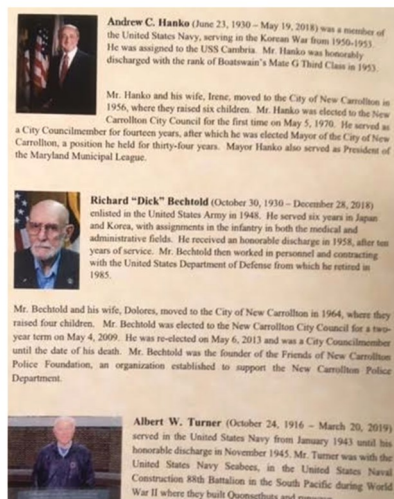 Andrew C. Hanko (June 23, 1930 – May 19, 2018) was a member of
the United States Navy, serving in the Korean War from 1950-1953.
He was assigned to the USS Cambria. Mr. Hanko was honorably
discharged with the rank of Boatswain's Mate G Third Class in 1953.
Mr. Hanko and his wife, Irene, moved to the City of New Carrollton in
1956, where they raised six children. Mr. Hanko was elected to the New
Carrollton City Council for the first time on May 5, 1970. He served as
a City Councilmember for fourteen years, after which he was elected Mayor of the City of New
Carrollton, a position he held for thirty-four years. Mayor Hanko also served as President of
the Maryland Municipal League.
Richard "Dick" Bechtold (October 30, 1930 – December 28, 2018)
enlisted in the United States Army in 1948. He served six years in Japan
and Korea, with assignments in the infantry in both the medical and
administrative fields. He received an honorable discharge in 1958, after ten
years of service. Mr. Bechtold then worked in personnel and contracting
with the United States Department of Defense from which he retired in
1985.
Mr. Bechtold and his wife, Dolores, moved to the City of New Carrollton in 1964, where they
raised four children. Mr. Bechtold was elected to the New Carrollton City Council for a two-
year term on May 4, 2009. He was re-elected on May 6, 2013 and was a City Councilmember
until the date of his death. Mr. Bechtold was the founder of the Friends of New Carrollton
Police Foundation, an organization established to support the New Carrollton Police
Department.
Albert W. Turner (October 24, 1916 – March 20, 2019)
served in the United States Navy from January 1943 until his
honorable discharge in November 1945. Mr. Turner was with the
United States Navy Seabees, in the United States Naval
Construction 88th Battalion in the South Pacific during World
War II where they built Quonsethuts and